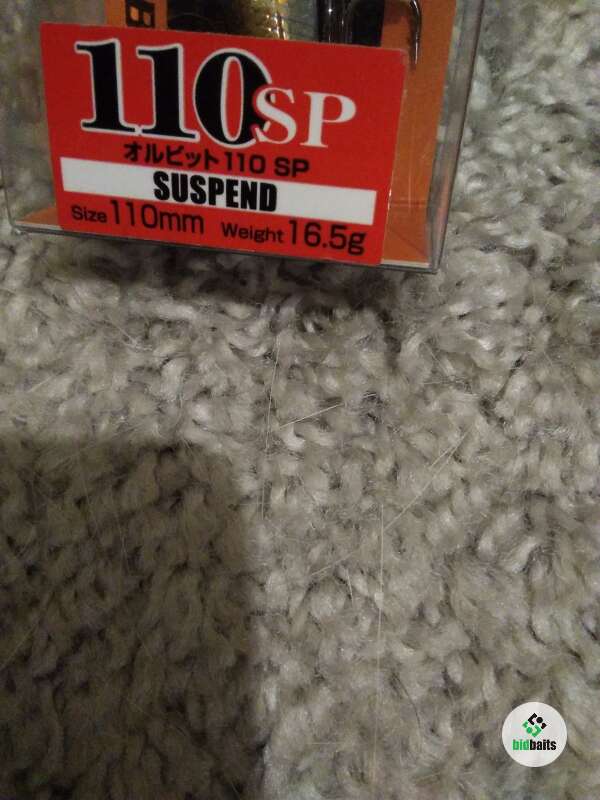 110SP
オルビット110 SP
SUSPEND
Size 110mm Weight 16.5g
bidbaits